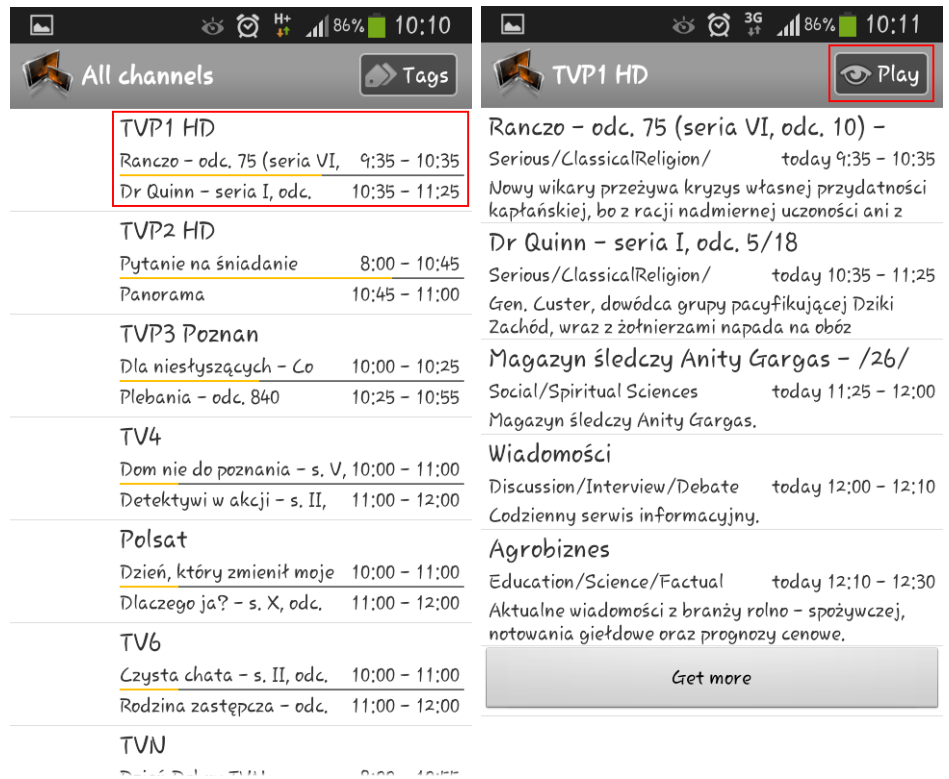 H+ 86% 10:10
All channels Tags
TVP1 HD
Ranczo – odc. 75 (seria VI, 9:35 – 10:35
Dr Quinn – seria I, odc. 10:35 – 11:25
TVP2 HD
Pytanie na śniadanie 8:00 – 10:45
Panorama 10:45 – 11:00
TVP3 Poznan
Dla niesłyszących – Co 10:00 – 10:25
Plebania – odc. 840 10:25 – 10:55
TV4
Dom nie do poznania – s. V, 10:00 – 11:00
Detektywi w akcji – s. II, 11:00 – 12:00
Polsat
Dzień, który zmienił moje 10:00 – 11:00
Dlaczego ja? – s. X, odc. 11:00 – 12:00
TV6
Czysta chata – s. II, odc. 10:00 – 11:00
Rodzina zastępcza – odc. 11:00 – 12:00
TVN
3G 86% 10:11
TVP1 HD Play
Ranczo – odc. 75 (seria VI, odc. 10) –
Serious/ClassicalReligion/ today 9:35 – 10:35
Nowy wikary przeżywa kryzys własnej przydatności
kapłańskiej, bo z racji nadmiernej uczoności ani z
Dr Quinn – seria I, odc. 5/18
Serious/ClassicalReligion/ today 10:35 – 11:25
Gen. Custer, dowódca grupy pacyfikującej Dziki
Zachód, wraz z żołnierzami napada na obóz
Magazyn śledczy Anity Gargas – /26/
Social/Spiritual Sciences today 11:25 – 12:00
Magazyn śledczy Anity Gargas.
Wiadomości
Discussion/Interview/Debate today 12:00 – 12:10
Codzienny serwis informacyjny.
Agrobiznes
Education/Science/Factual today 12:10 – 12:30
Aktualne wiadomości z branży rolno – spożywczej,
notowania giełdowe oraz prognozy cenowe.
Get more